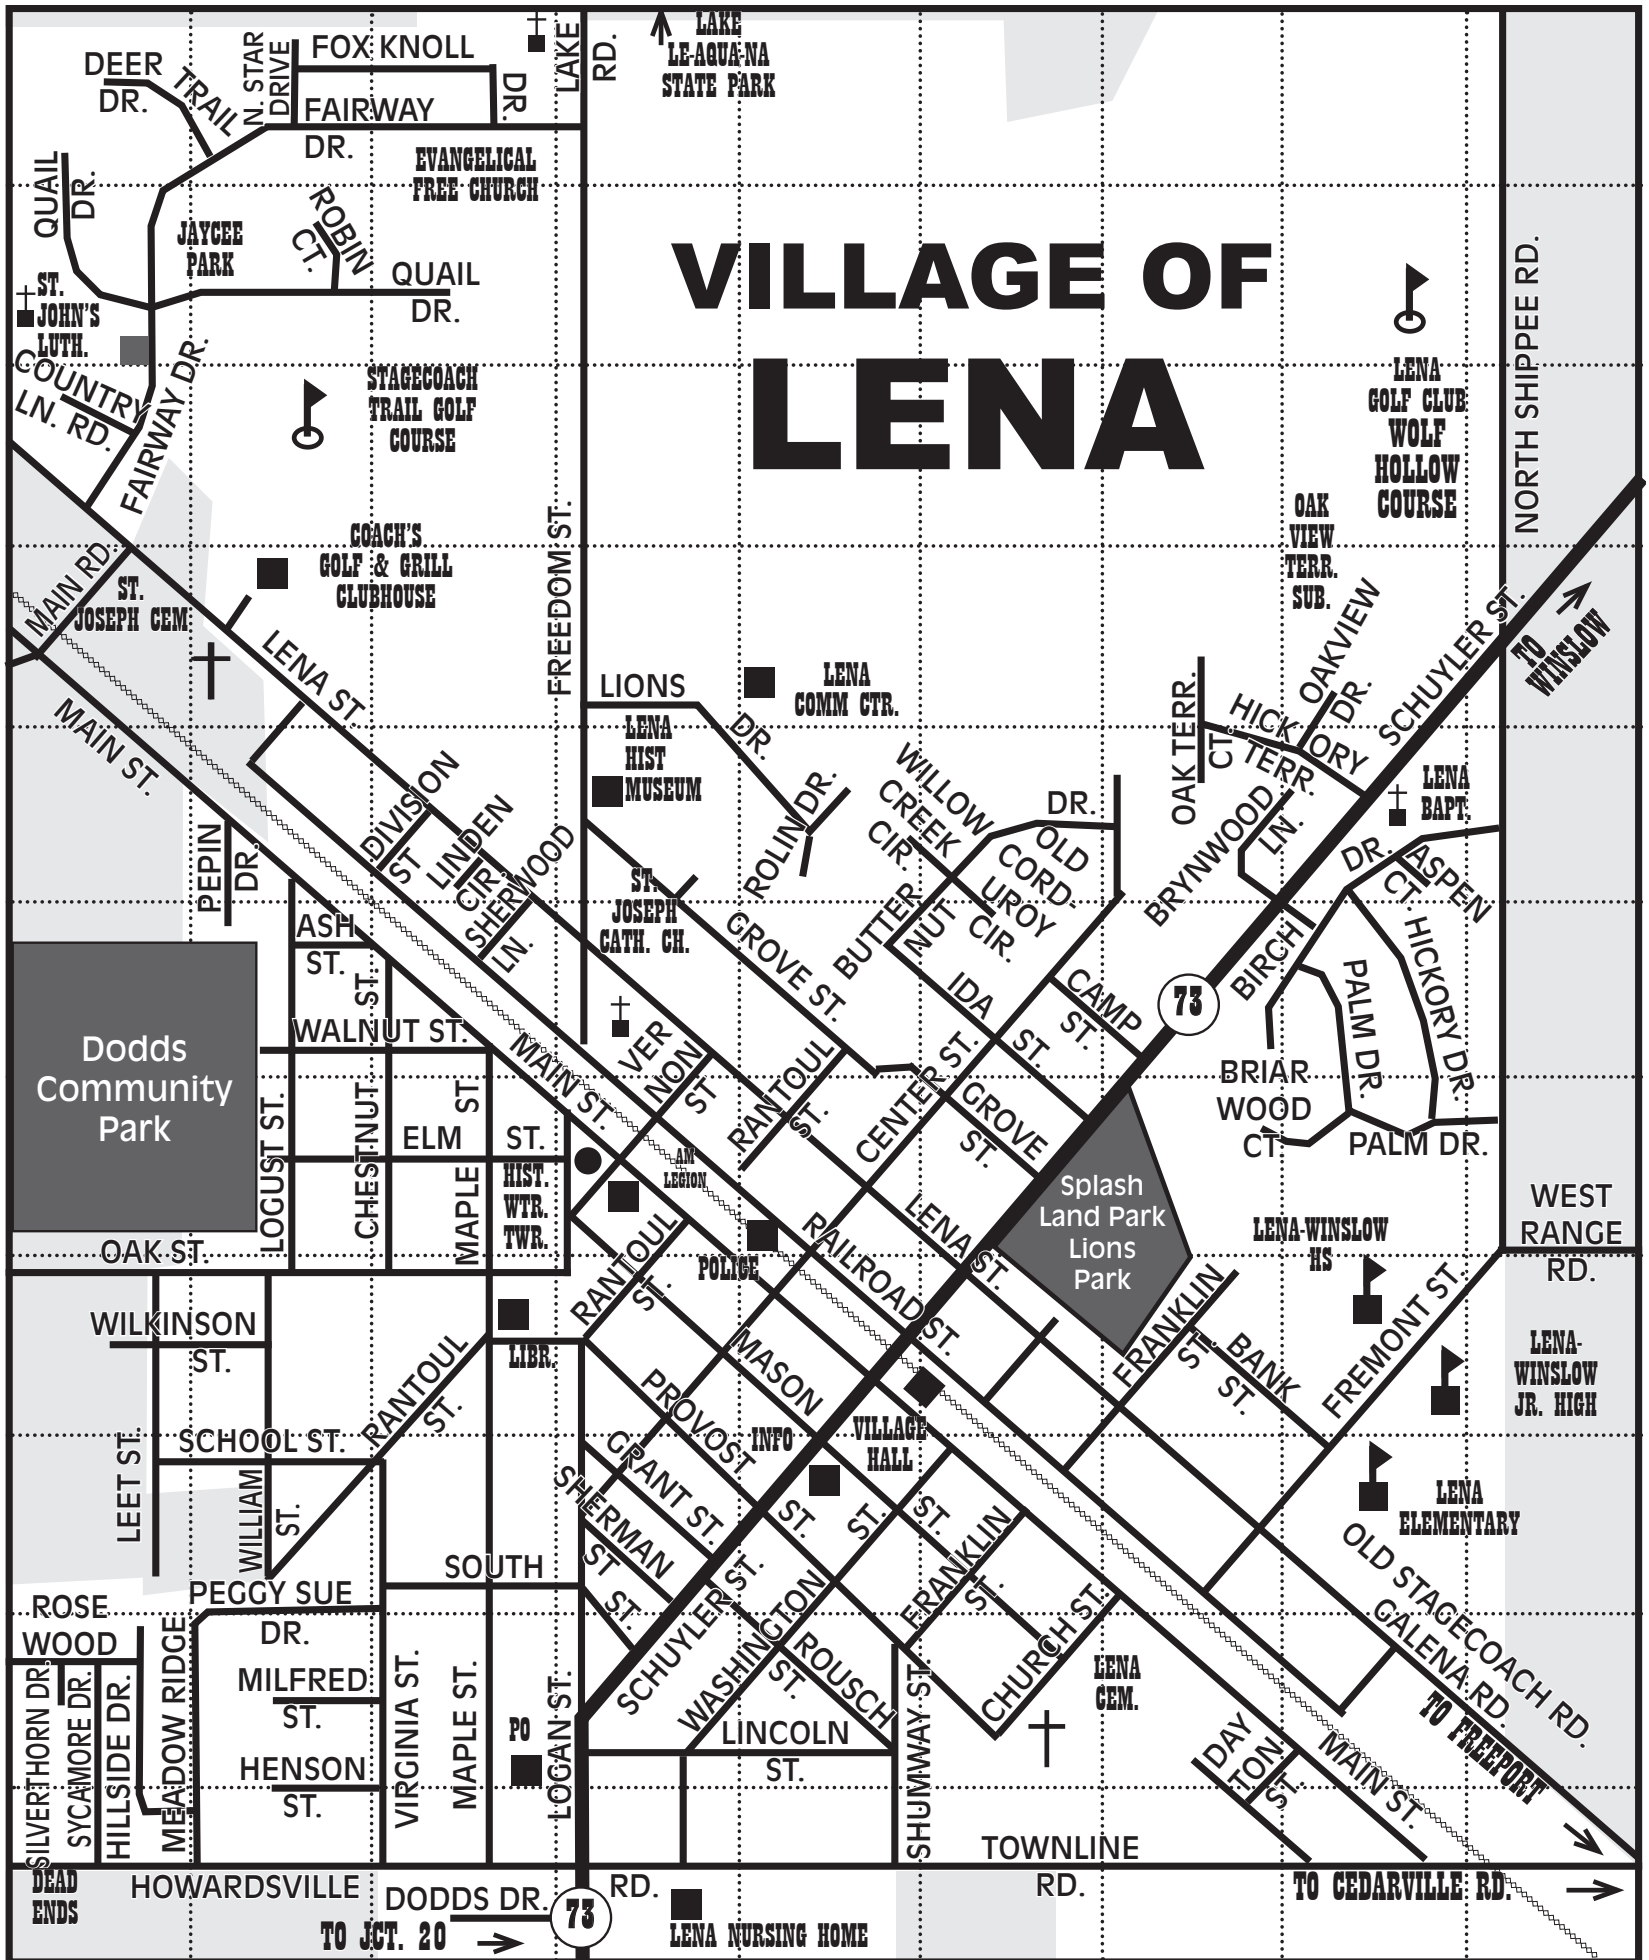 LAKE
LE-AQUA-NA
STATE PARK
LAKE
RD.
FOX KNOLL
DR.
N. STAR
DRIVE
DEER
DR.
TRAIL
FAIRWAY
DR.
EVANGELICAL
FREE CHURCH
QUAIL
DR.
JAYCEE
PARK
ROBIN
CT.
QUAIL
DR.
ST.
JOHN'S
LUTH.
COUNTRY
LN. RD.
FAIRWAY DR.
STAGECOACH
TRAIL GOLF
COURSE
VILLAGE OF
LENA
LENA
GOLF CLUB
WOLF
HOLLOW
COURSE
NORTH SHIPPEE RD.
OAK
VIEW
TERR.
SUB.
COACH'S
GOLF & GRILL
CLUBHOUSE
FREEDOM ST.
MAIN RD.
ST.
JOSEPH CEM
LENA ST.
MAIN ST.
LIONS
DR.
LENA
COMM CTR.
LENA
HIST
MUSEUM
OAK TERR.
CT.
HICK
ORY
TERR.
OAKVIEW
DR.
SCHUYLER ST.
TO
WINSLOW
LENA
BAPT.
DIVISION
ST
LINDEN
CIR.
SHERWOOD
LN.
ROLIN DR.
WILLOW
CREEK
CIR.
DR.
OLD
CORD-
UROY
CIR.
BUTTER
NUT
BRYNWOOD
LN.
DR.
ASPEN
CT.
PEPIN
DR.
ST.
JOSEPH
CATH. CH.
GROVE ST.
IDA
ST.
CAMP
ST.
73
BIRCH
HICKORY DR.
PALM DR.
ASH
ST.
CHESTNUT ST
WALNUT ST.
Dodds
Community
Park
MAIN ST.
VER
NON
ST
RANTOUL
ST.
CENTER ST.
GROVE
ST.
BRIAR
WOOD
CT
PALM DR.
LOGUST ST.
MAPLE ST
ELM ST.
HIST.
WTR.
TWR.
AM
LEGION
POLICE
Splash
Land Park
Lions
Park
WEST
RANGE
RD.
LENA-WINSLOW
HS
OAK ST.
RANTOUL
ST.
RAILROAD ST.
LENA ST.
WILKINSON
ST.
LIBR.
MASON
ST.
FRANKLIN
ST.
BANK
ST.
FREMONT ST.
LENA-
WINSLOW
JR. HIGH
RANTOUL
ST.
LEET ST.
SCHOOL ST.
PROVOST
ST.
INFO
VILLAGE
HALL
GRANT ST.
SHERMAN
ST
WILLIAM
ST.
LENA
ELEMENTARY
OLD STAGECOACH RD.
GALENA RD.
TO FREEPORT
SOUTH
ST.
PEGGY SUE
DR.
ROSE
WOOD
SCHUYLER ST.
WASHINGTON
ST.
FRANKLIN
ST.
CHURCH ST.
ROUSCH
ST.
LENA
CEM.
MILFRED
ST.
HENSON
ST.
SILVERTHORN DR.
SYCAMORE DR.
HILLSIDE DR.
MEADOW RIDGE
VIRGINIA ST.
MAPLE ST.
PO
LOGAN ST.
LINCOLN
ST.
SHUMWAY ST.
DAY
TON
ST.
MAIN ST.
TOWNLINE
RD.
DEAD
ENDS
HOWARDSVILLE
RD.
DODDS DR.
73
TO JCT. 20
LENA NURSING HOME
TO CEDARVILLE RD.